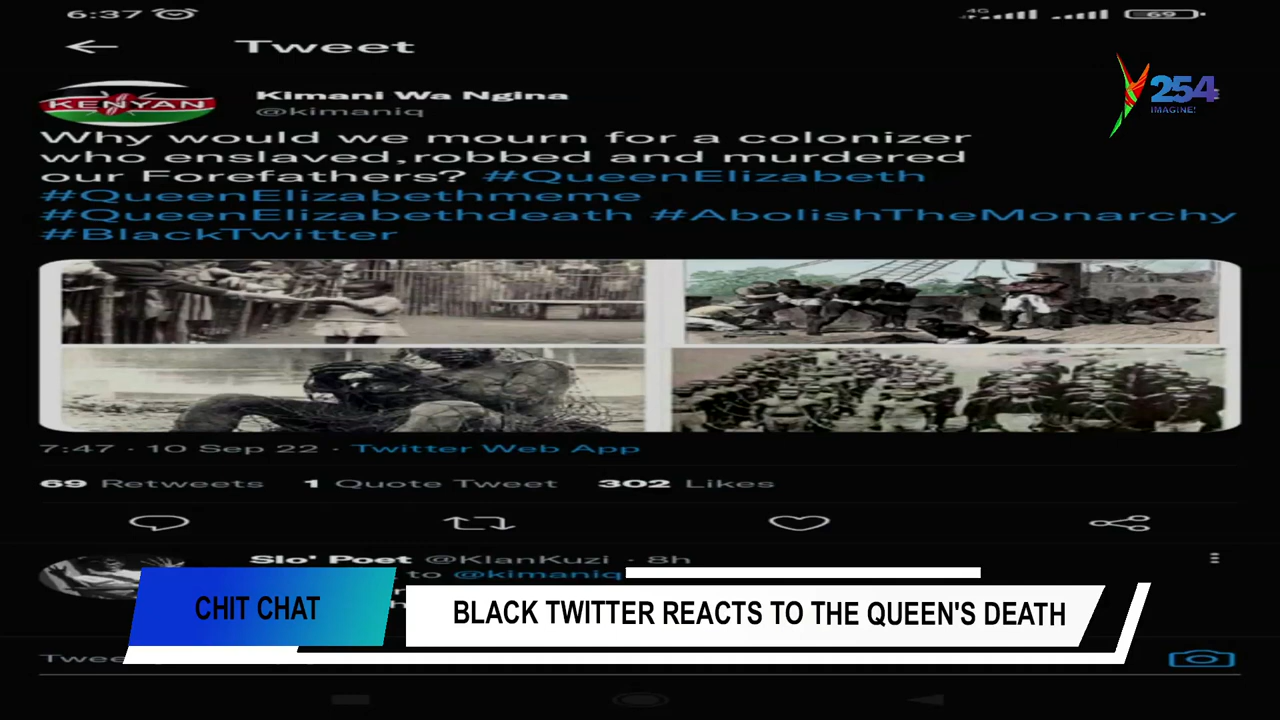 6:37
4G
69
Tweet
254
IMAGINE!
KENYAN
Kimani Wa Ngina
@kimaniq
Why would we mourn for a colonizer
who enslaved,robbed and murdered
our Forefathers? #QueenElizabeth
#QueenElizabethmeme
#QueenElizabethdeath #AbolishTheMonarchy
#BlackTwitter
7:47 · 10 Sep 22 · Twitter Web App
69 Retweets 1 Quote Tweet 302 Likes
Slo' Poet @KlanKuzi · 8h
to @kimaniq
CHIT CHAT
BLACK TWITTER REACTS TO THE QUEEN'S DEATH